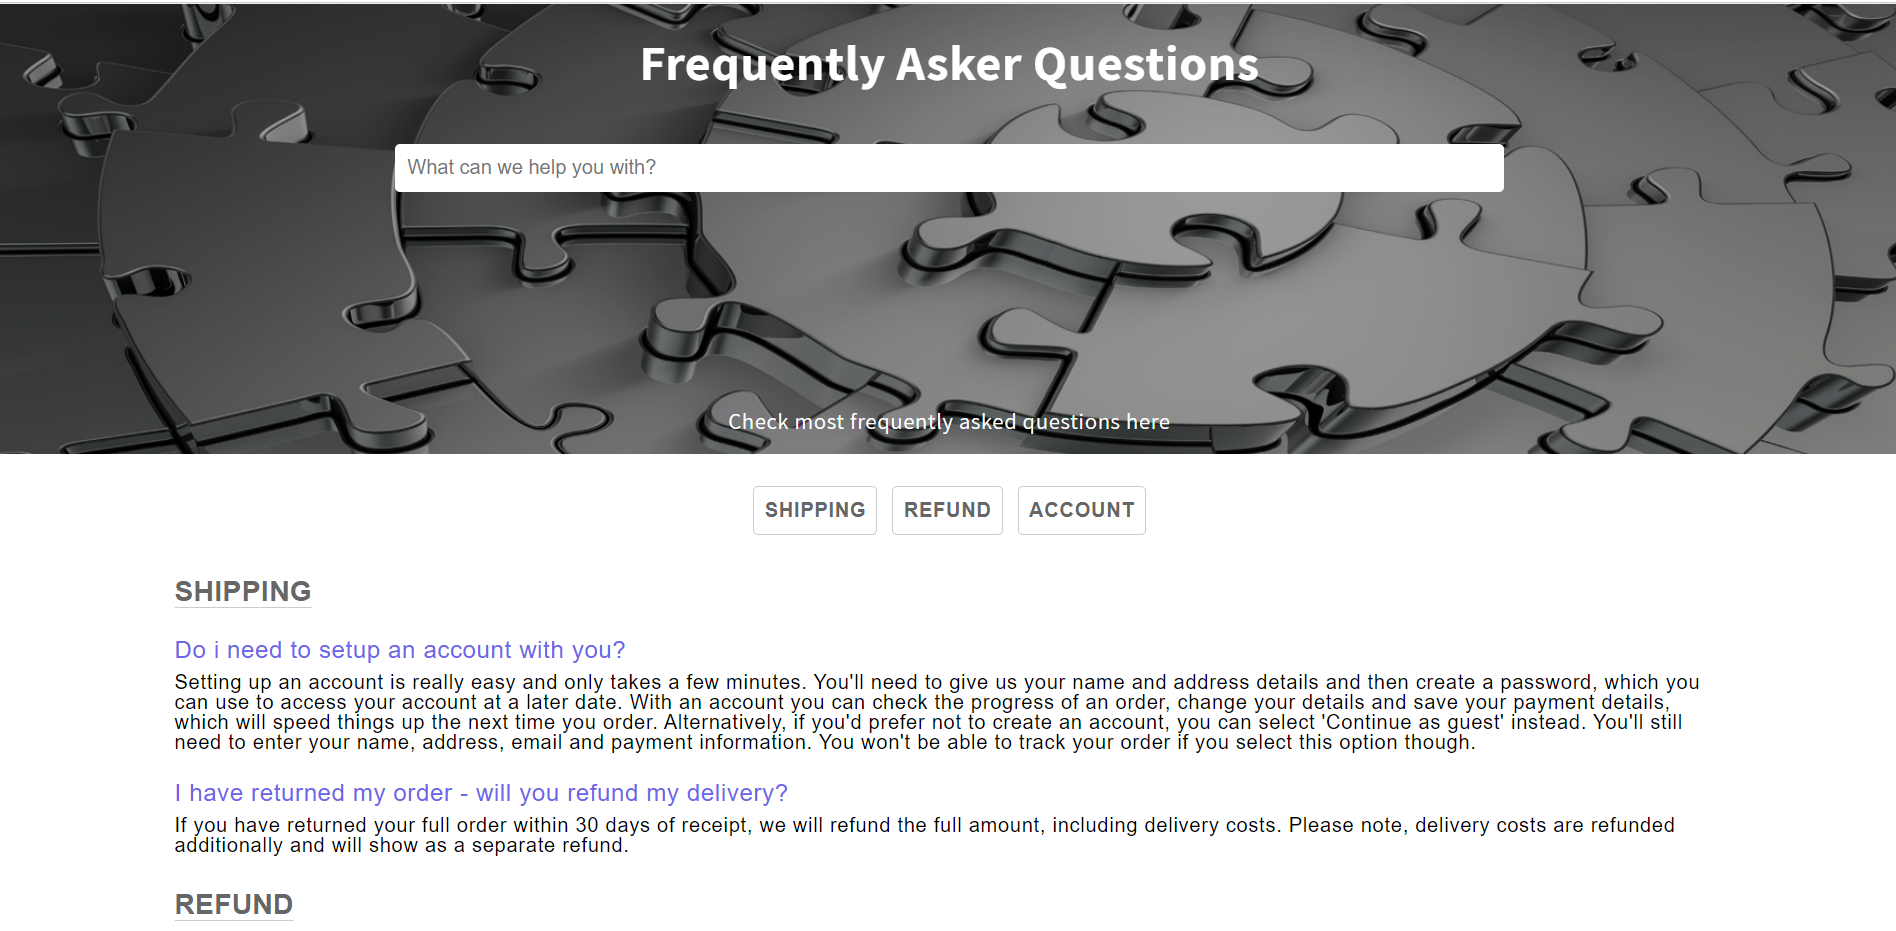 Frequently Asker Questions
What can we help you with?
Check most frequently asked questions here
SHIPPING REFUND ACCOUNT
SHIPPING
Do i need to setup an account with you?
Setting up an account is really easy and only takes a few minutes. You'll need to give us your name and address details and then create a password, which you
can use to access your account at a later date. With an account you can check the progress of an order, change your details and save your payment details,
which will speed things up the next time you order. Alternatively, if you'd prefer not to create an account, you can select 'Continue as guest' instead. You'll still
need to enter your name, address, email and payment information. You won't be able to track your order if you select this option though.
I have returned my order - will you refund my delivery?
If you have returned your full order within 30 days of receipt, we will refund the full amount, including delivery costs. Please note, delivery costs are refunded
additionally and will show as a separate refund.
REFUND